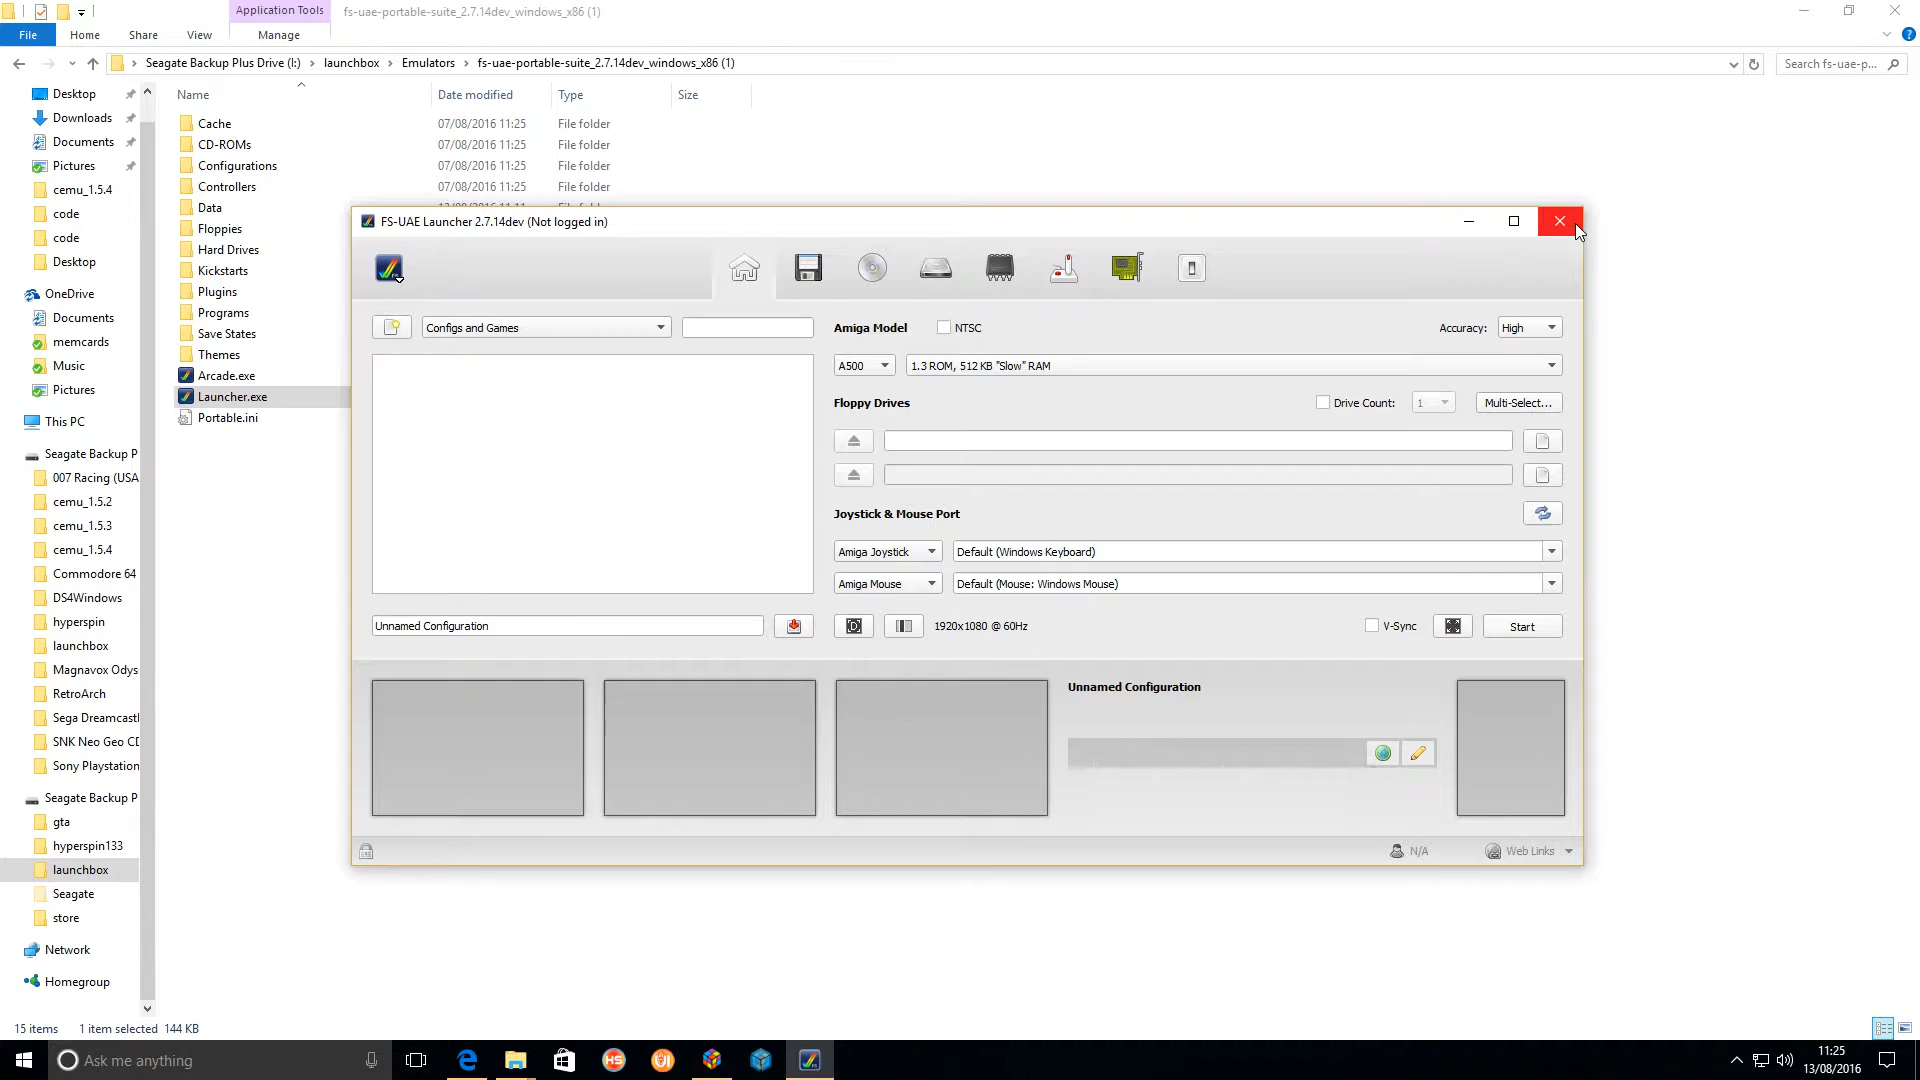 Application Tools
fs-uae-portable-suite_2.7.14dev_windows_x86 (1)
File
Home
Share
View
Manage
Seagate Backup Plus Drive (I:) › launchbox › Emulators › fs-uae-portable-suite_2.7.14dev_windows_x86 (1)
Search fs-uae-p...
Name
Date modified
Type
Size
Desktop
Downloads
Documents
Pictures
cemu_1.5.4
code
code
Desktop
OneDrive
Documents
memcards
Music
Pictures
This PC
Seagate Backup P
007 Racing (USA
cemu_1.5.2
cemu_1.5.3
cemu_1.5.4
Commodore 64
DS4Windows
hyperspin
launchbox
Magnavox Odys
RetroArch
Sega Dreamcast
SNK Neo Geo CD
Sony Playstation
Seagate Backup P
gta
hyperspin133
launchbox
Seagate
store
Network
Homegroup
Cache 07/08/2016 11:25 File folder
CD-ROMs 07/08/2016 11:25 File folder
Configurations 07/08/2016 11:25 File folder
Controllers 07/08/2016 11:25 File folder
Data
Floppies
Hard Drives
Kickstarts
Plugins
Programs
Save States
Themes
Arcade.exe
Launcher.exe
Portable.ini
FS-UAE Launcher 2.7.14dev (Not logged in)
Configs and Games
Amiga Model
NTSC
Accuracy: High
A500
1.3 ROM, 512 KB "Slow" RAM
Floppy Drives
Drive Count: 1
Multi-Select...
Joystick & Mouse Port
Amiga Joystick
Default (Windows Keyboard)
Amiga Mouse
Default (Mouse: Windows Mouse)
Unnamed Configuration
1920x1080 @ 60Hz
V-Sync
Start
Unnamed Configuration
N/A
Web Links
15 items
1 item selected 144 KB
Ask me anything
11:25
13/08/2016